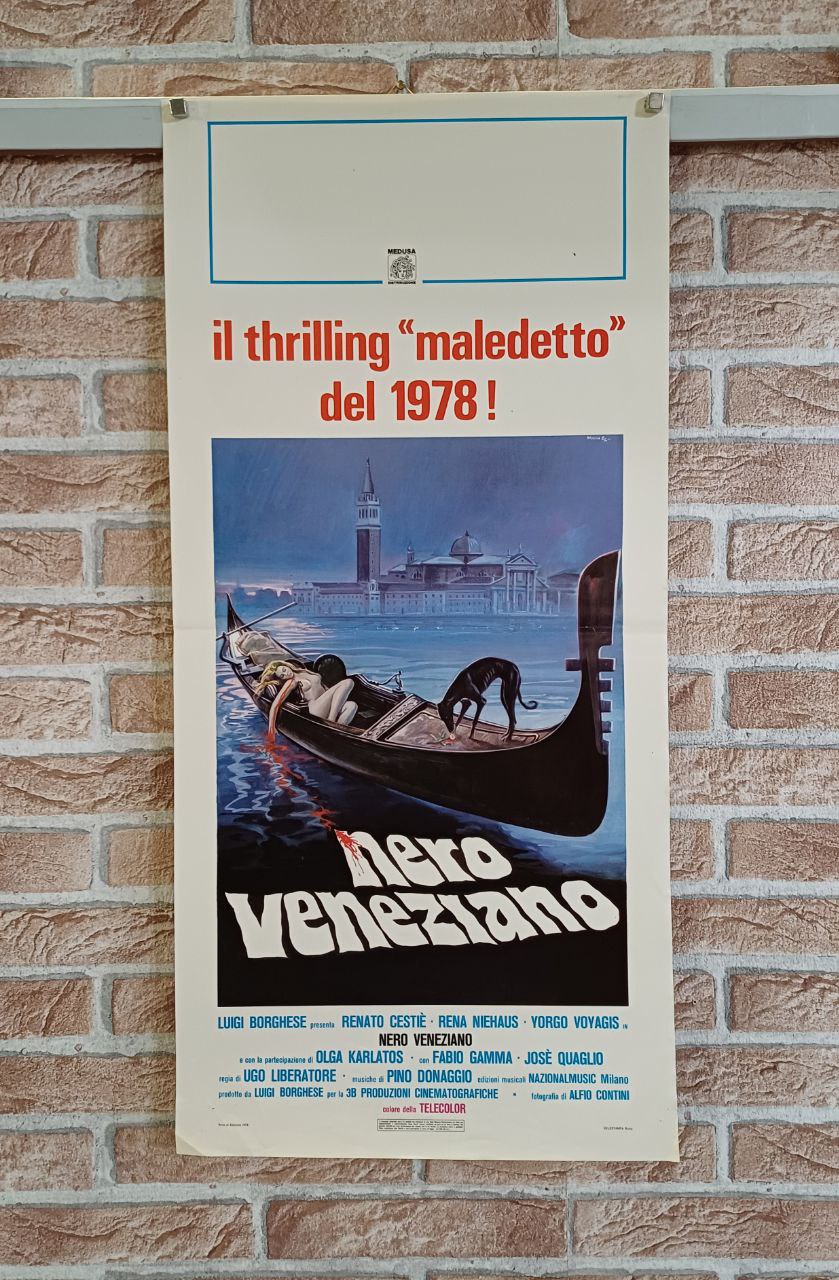 MEDUSA
DISTRIBUZIONE
il thrilling “maledetto”
del 1978!
nero
veneziano
LUIGI BORGHESE presenta RENATO CESTIÈ · RENA NIEHAUS · YORGO VOYAGIS IN
NERO VENEZIANO
e con la partecipazione di OLGA KARLATOS · con FABIO GAMMA · JOSÈ QUAGLIO
regia di UGO LIBERATORE · musiche di PINO DONAGGIO edizioni musicali NAZIONALMUSIC Milano
prodotto da LUIGI BORGHESE per la 3B PRODUZIONI CINEMATOGRAFICHE * fotografia di ALFIO CONTINI
colore della TELECOLOR